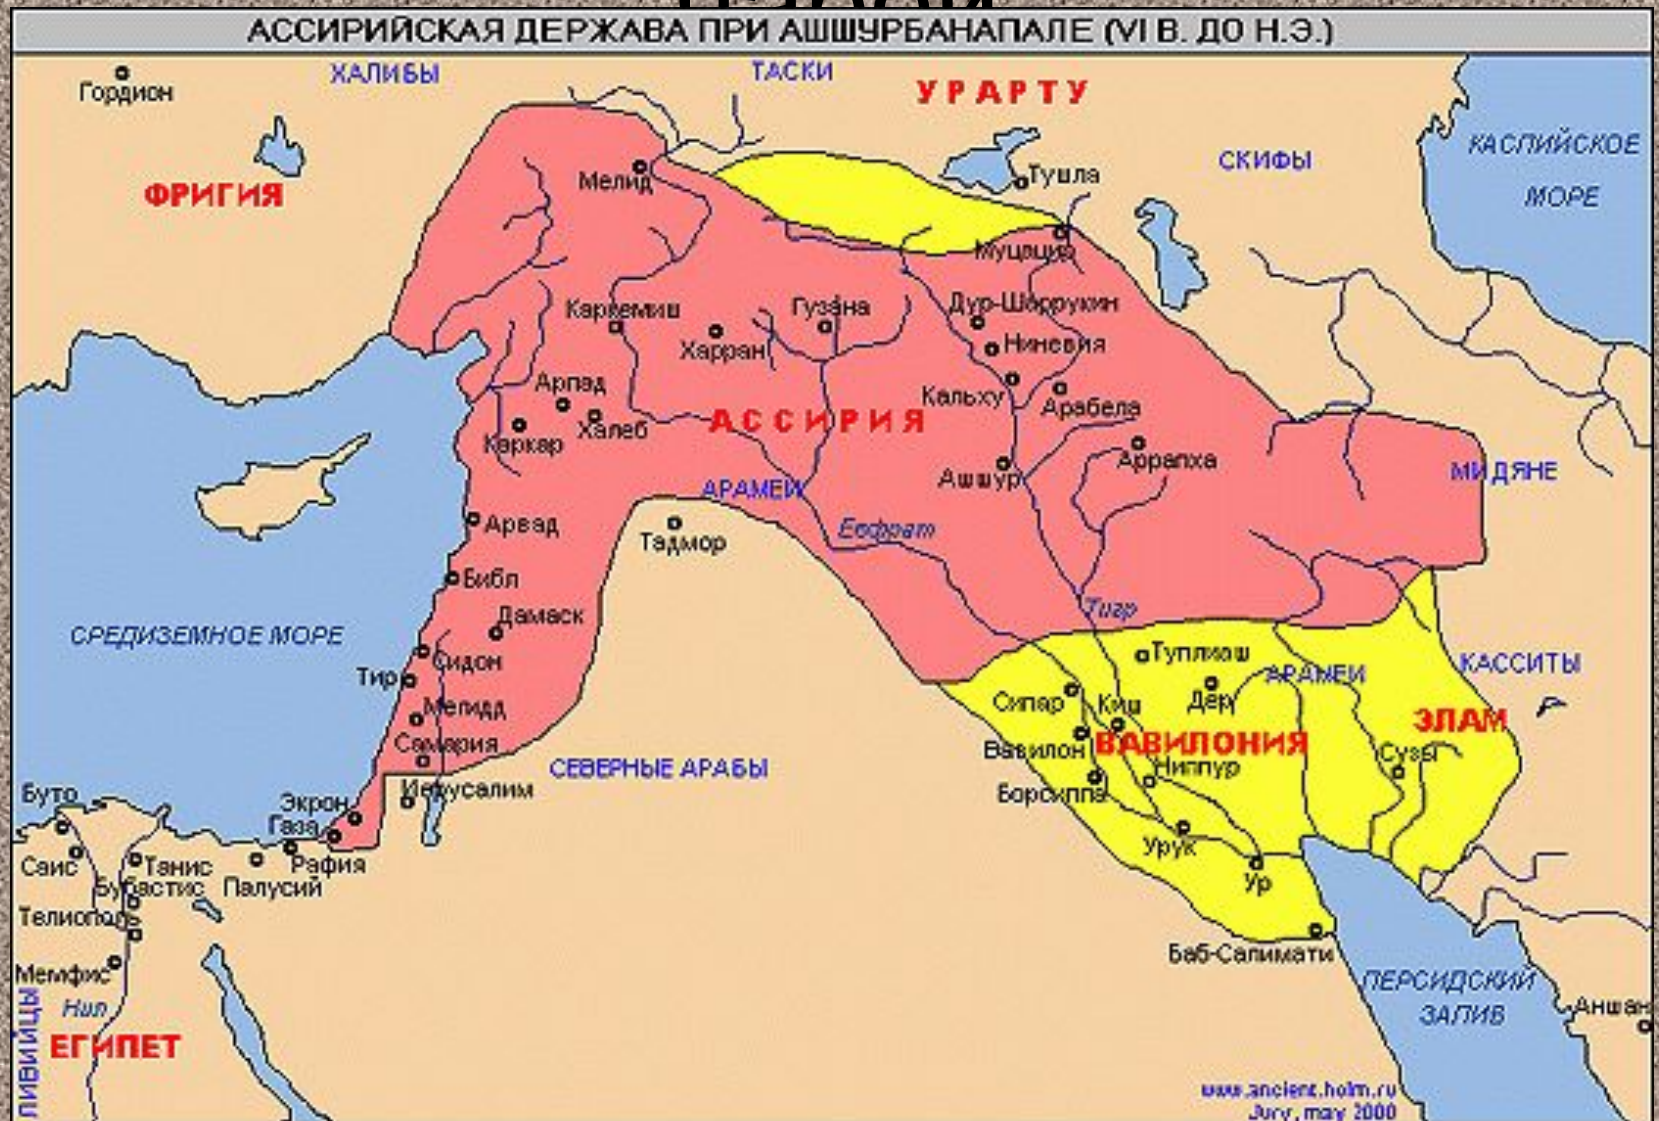 АССИРИЙСКАЯ ДЕРЖАВА ПРИ АШШУРБАНАПАЛЕ (VI В. ДО Н.Э.)
Гордион
ХАЛИБЫ
ТАСКИ
УРАРТУ
КАСПИЙСКОЕ
МОРЕ
СКИФЫ
ФРИГИЯ
Мелид
Тушпа
Муцацир
Каркемиш
Харран
Гузана
Дур-Шаррукин
Ниневия
Арпад
Халеб
Каркар
АССИРИЯ
Кальху
Арабела
Ашшур
Аррапха
МИДЯНЕ
АРАМЕИ
Арвад
Тадмор
Евфрат
Библ
Дамаск
Тигр
СРЕДИЗЕМНОЕ МОРЕ
Сидон
Тир
Мегидд
Самария
Туплиаш
АРАМЕИ
КАССИТЫ
Сипар
Киш
Дер
ЭЛАМ
Вавилон
ВАВИЛОНИЯ
Сузы
Ниппур
Борсиппа
СЕВЕРНЫЕ АРАБЫ
Иерусалим
Буто
Экрон
Газа
Урук
Саис
Танис
Рафия
Бубастис
Палусий
Ур
Телиополь
Баб-Салимати
Мемфис
Нил
ПЕРСИДСКИЙ
ЗАЛИВ
Аншан
ЕГИПЕТ
ЛИВИЙЦЫ
www.ancient.holm.ru
Jury, may 2000